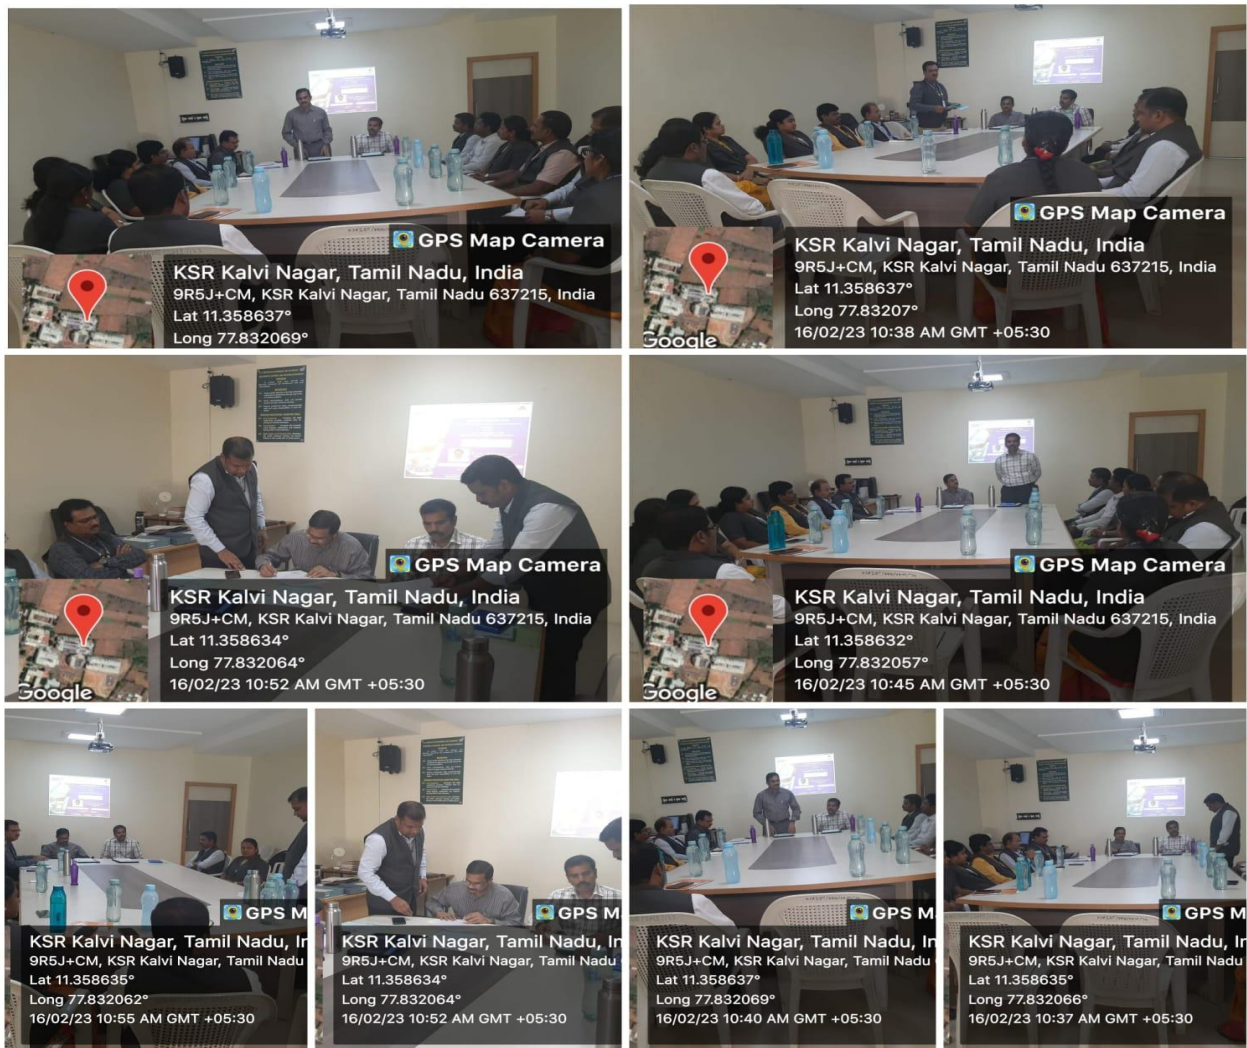 GPS Map Camera
KSR Kalvi Nagar, Tamil Nadu, India
9R5J+CM, KSR Kalvi Nagar, Tamil Nadu 637215, India
Lat 11.358637°
Long 77.832069°
GPS Map Camera
KSR Kalvi Nagar, Tamil Nadu, India
9R5J+CM, KSR Kalvi Nagar, Tamil Nadu 637215, India
Lat 11.358637°
Long 77.83207°
16/02/23 10:38 AM GMT +05:30
Google
GPS Map Camera
KSR Kalvi Nagar, Tamil Nadu, India
9R5J+CM, KSR Kalvi Nagar, Tamil Nadu 637215, India
Lat 11.358634°
Long 77.832064°
16/02/23 10:52 AM GMT +05:30
Google
GPS Map Camera
KSR Kalvi Nagar, Tamil Nadu, India
9R5J+CM, KSR Kalvi Nagar, Tamil Nadu 637215, India
Lat 11.358632°
Long 77.832057°
16/02/23 10:45 AM GMT +05:30
Google
GPS M
KSR Kalvi Nagar, Tamil Nadu, In
9R5J+CM, KSR Kalvi Nagar, Tamil Nadu
Lat 11.358635°
Long 77.832062°
16/02/23 10:55 AM GMT +05:30
GPS M
KSR Kalvi Nagar, Tamil Nadu, In
9R5J+CM, KSR Kalvi Nagar, Tamil Nadu
Lat 11.358634°
Long 77.832064°
16/02/23 10:52 AM GMT +05:30
GPS M
KSR Kalvi Nagar, Tamil Nadu, In
9R5J+CM, KSR Kalvi Nagar, Tamil Nadu
Lat 11.358637°
Long 77.832069°
16/02/23 10:40 AM GMT +05:30
GPS M
KSR Kalvi Nagar, Tamil Nadu, Ir
9R5J+CM, KSR Kalvi Nagar, Tamil Nadu
Lat 11.358635°
Long 77.832066°
16/02/23 10:37 AM GMT +05:30